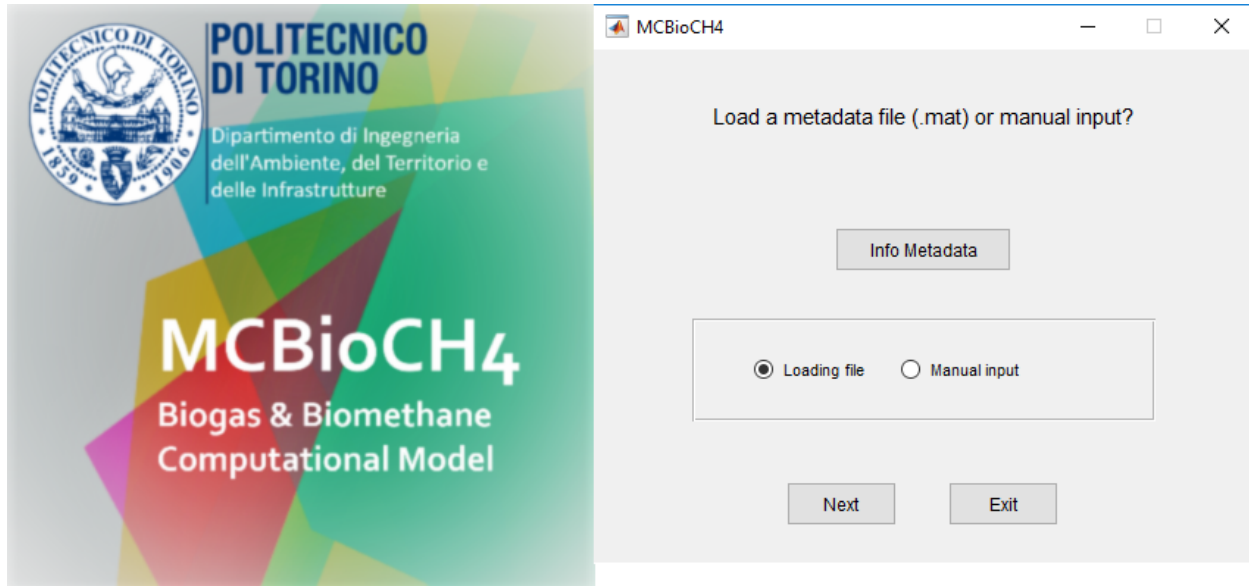 POLITECNICO DI TORINO
1859
1906
POLITECNICO
DI TORINO
Dipartimento di Ingegneria
dell'Ambiente, del Territorio e
delle Infrastrutture
MCBioCH4
Biogas & Biomethane
Computational Model
MCBioCH4
Load a metadata file (.mat) or manual input?
Info Metadata
Loading file Manual input
Next Exit